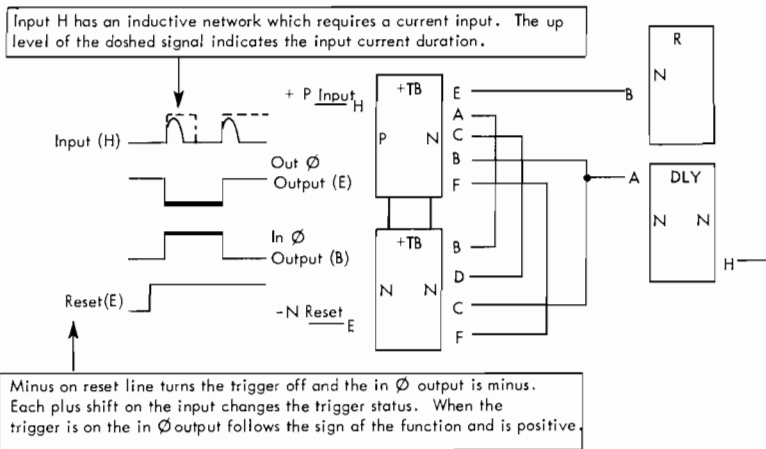 Input H has an inductive network which requires a current input. The up
level of the doshed signal indicates the input current duration.
+ P Input H
+TB
P N
E
A
C
B
F
B
R
N
Input (H)
Out Ø
Output (E)
In Ø
Output (B)
Reset(E)
-N Reset E
+TB
N N
B
D
C
F
A
DLY
N N
H
Minus on reset line turns the trigger off and the in Ø output is minus.
Each plus shift on the input changes the trigger status. When the
trigger is on the in Ø output follows the sign af the function and is positive.